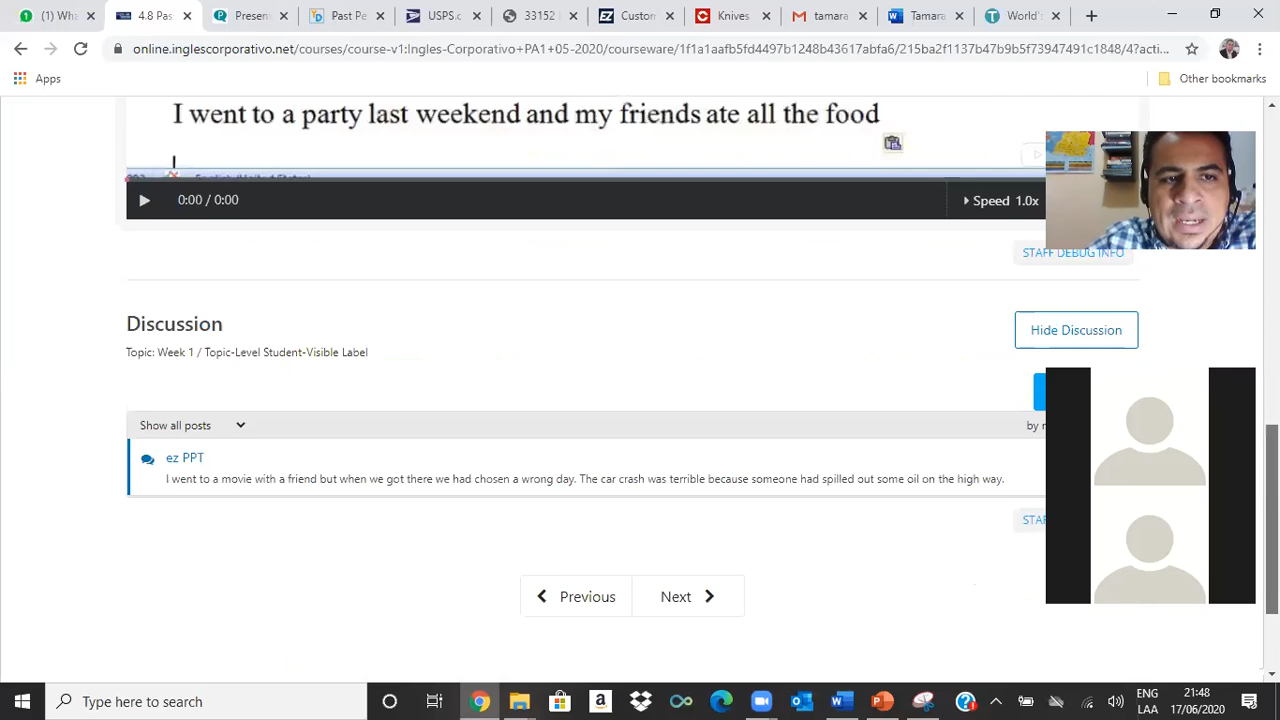 (1) Wha
4.8 Pas
Presen
Past Pe
USPS.c
33152
Custom
Knives
tamara
Tamara
World
online.inglescorporativo.net/courses/course-v1:Ingles-Corporativo+PA1+05-2020/courseware/1f1a1aafb5fd4497b1248b43617abfa6/215ba2f1137b47b9b5f73947491c1848/4?acti...
Apps
Other bookmarks
I went to a party last weekend and my friends ate all the food
0:00 / 0:00
Speed 1.0x
STAFF DEBUG INFO
Discussion
Hide Discussion
Topic: Week 1 / Topic-Level Student-Visible Label
Show all posts
by
ez PPT
I went to a movie with a friend but when we got there we had chosen a wrong day. The car crash was terrible because someone had spilled out some oil on the high way.
STAF
Previous
Next
Type here to search
ENG
LAA
21:48
17/06/2020